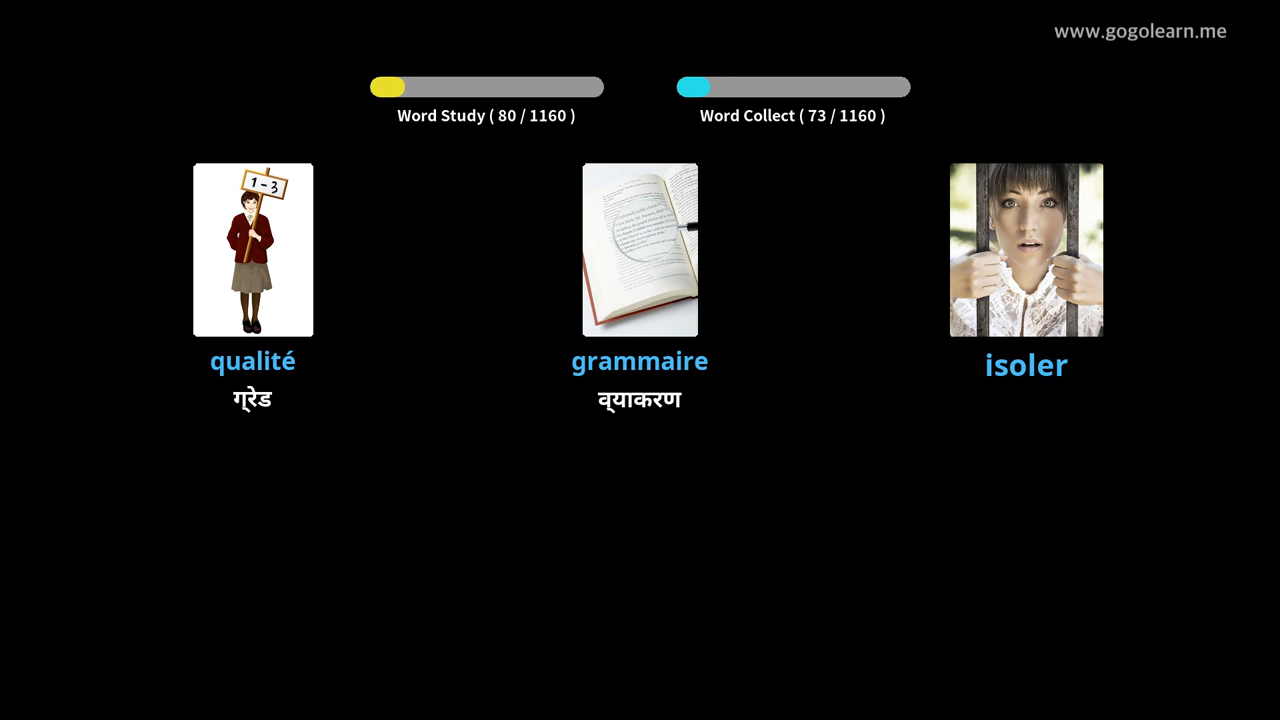 www.gogolearn.me
Word Study ( 80 / 1160 )
Word Collect ( 73 / 1160 )
1 - 3
qualité
grammaire
isoler
ग्रेड
व्याकरण